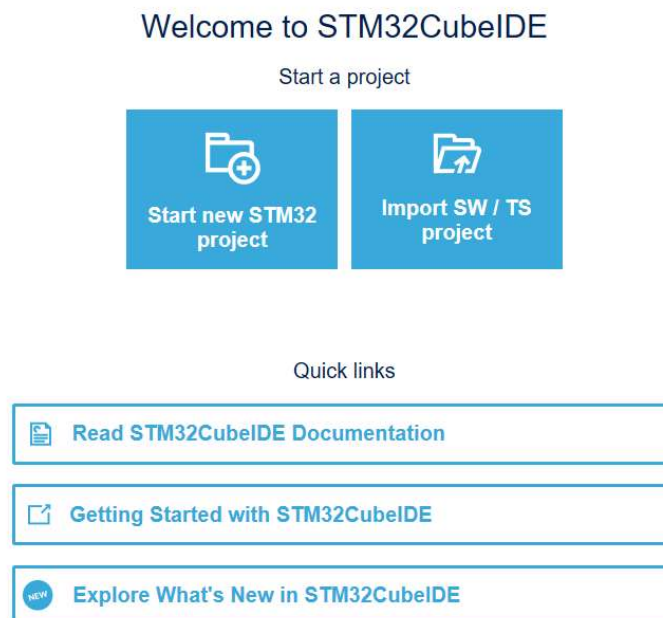 Welcome to STM32CubeIDE
Start a project
Start new STM32
project
Import SW / TS
project
Quick links
Read STM32CubeIDE Documentation
Getting Started with STM32CubeIDE
NEW Explore What's New in STM32CubeIDE